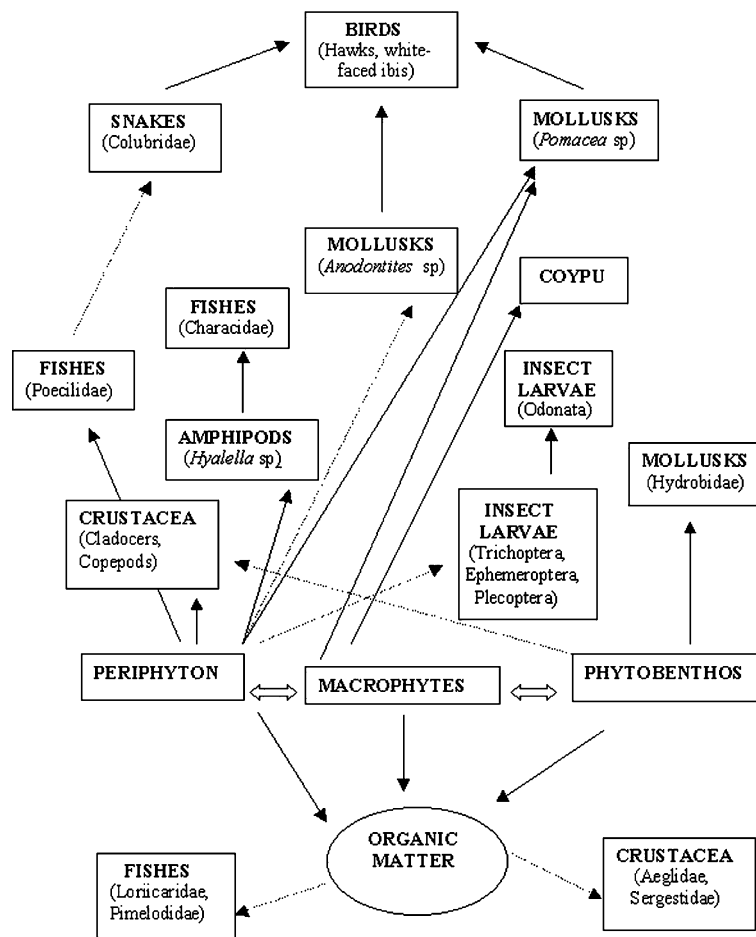 BIRDS
(Hawks, white-
faced ibis)
SNAKES
(Colubridae)
MOLLUSKS
(Pomacea sp)
MOLLUSKS
(Anodontites sp)
COYPU
FISHES
(Characidae)
FISHES
(Poecilidae)
INSECT
LARVAE
(Odonata)
AMPHIPODS
(Hyalella sp)
MOLLUSKS
(Hydrobidae)
CRUSTACEA
(Cladocers,
Copepods)
INSECT
LARVAE
(Trichoptera,
Ephemeroptera,
Plecoptera)
PERIPHYTON
MACROPHYTES
PHYTOBENTHOS
ORGANIC
MATTER
FISHES
(Loriicaridae,
Pimelodidae)
CRUSTACEA
(Aeglidae,
Sergestidae)